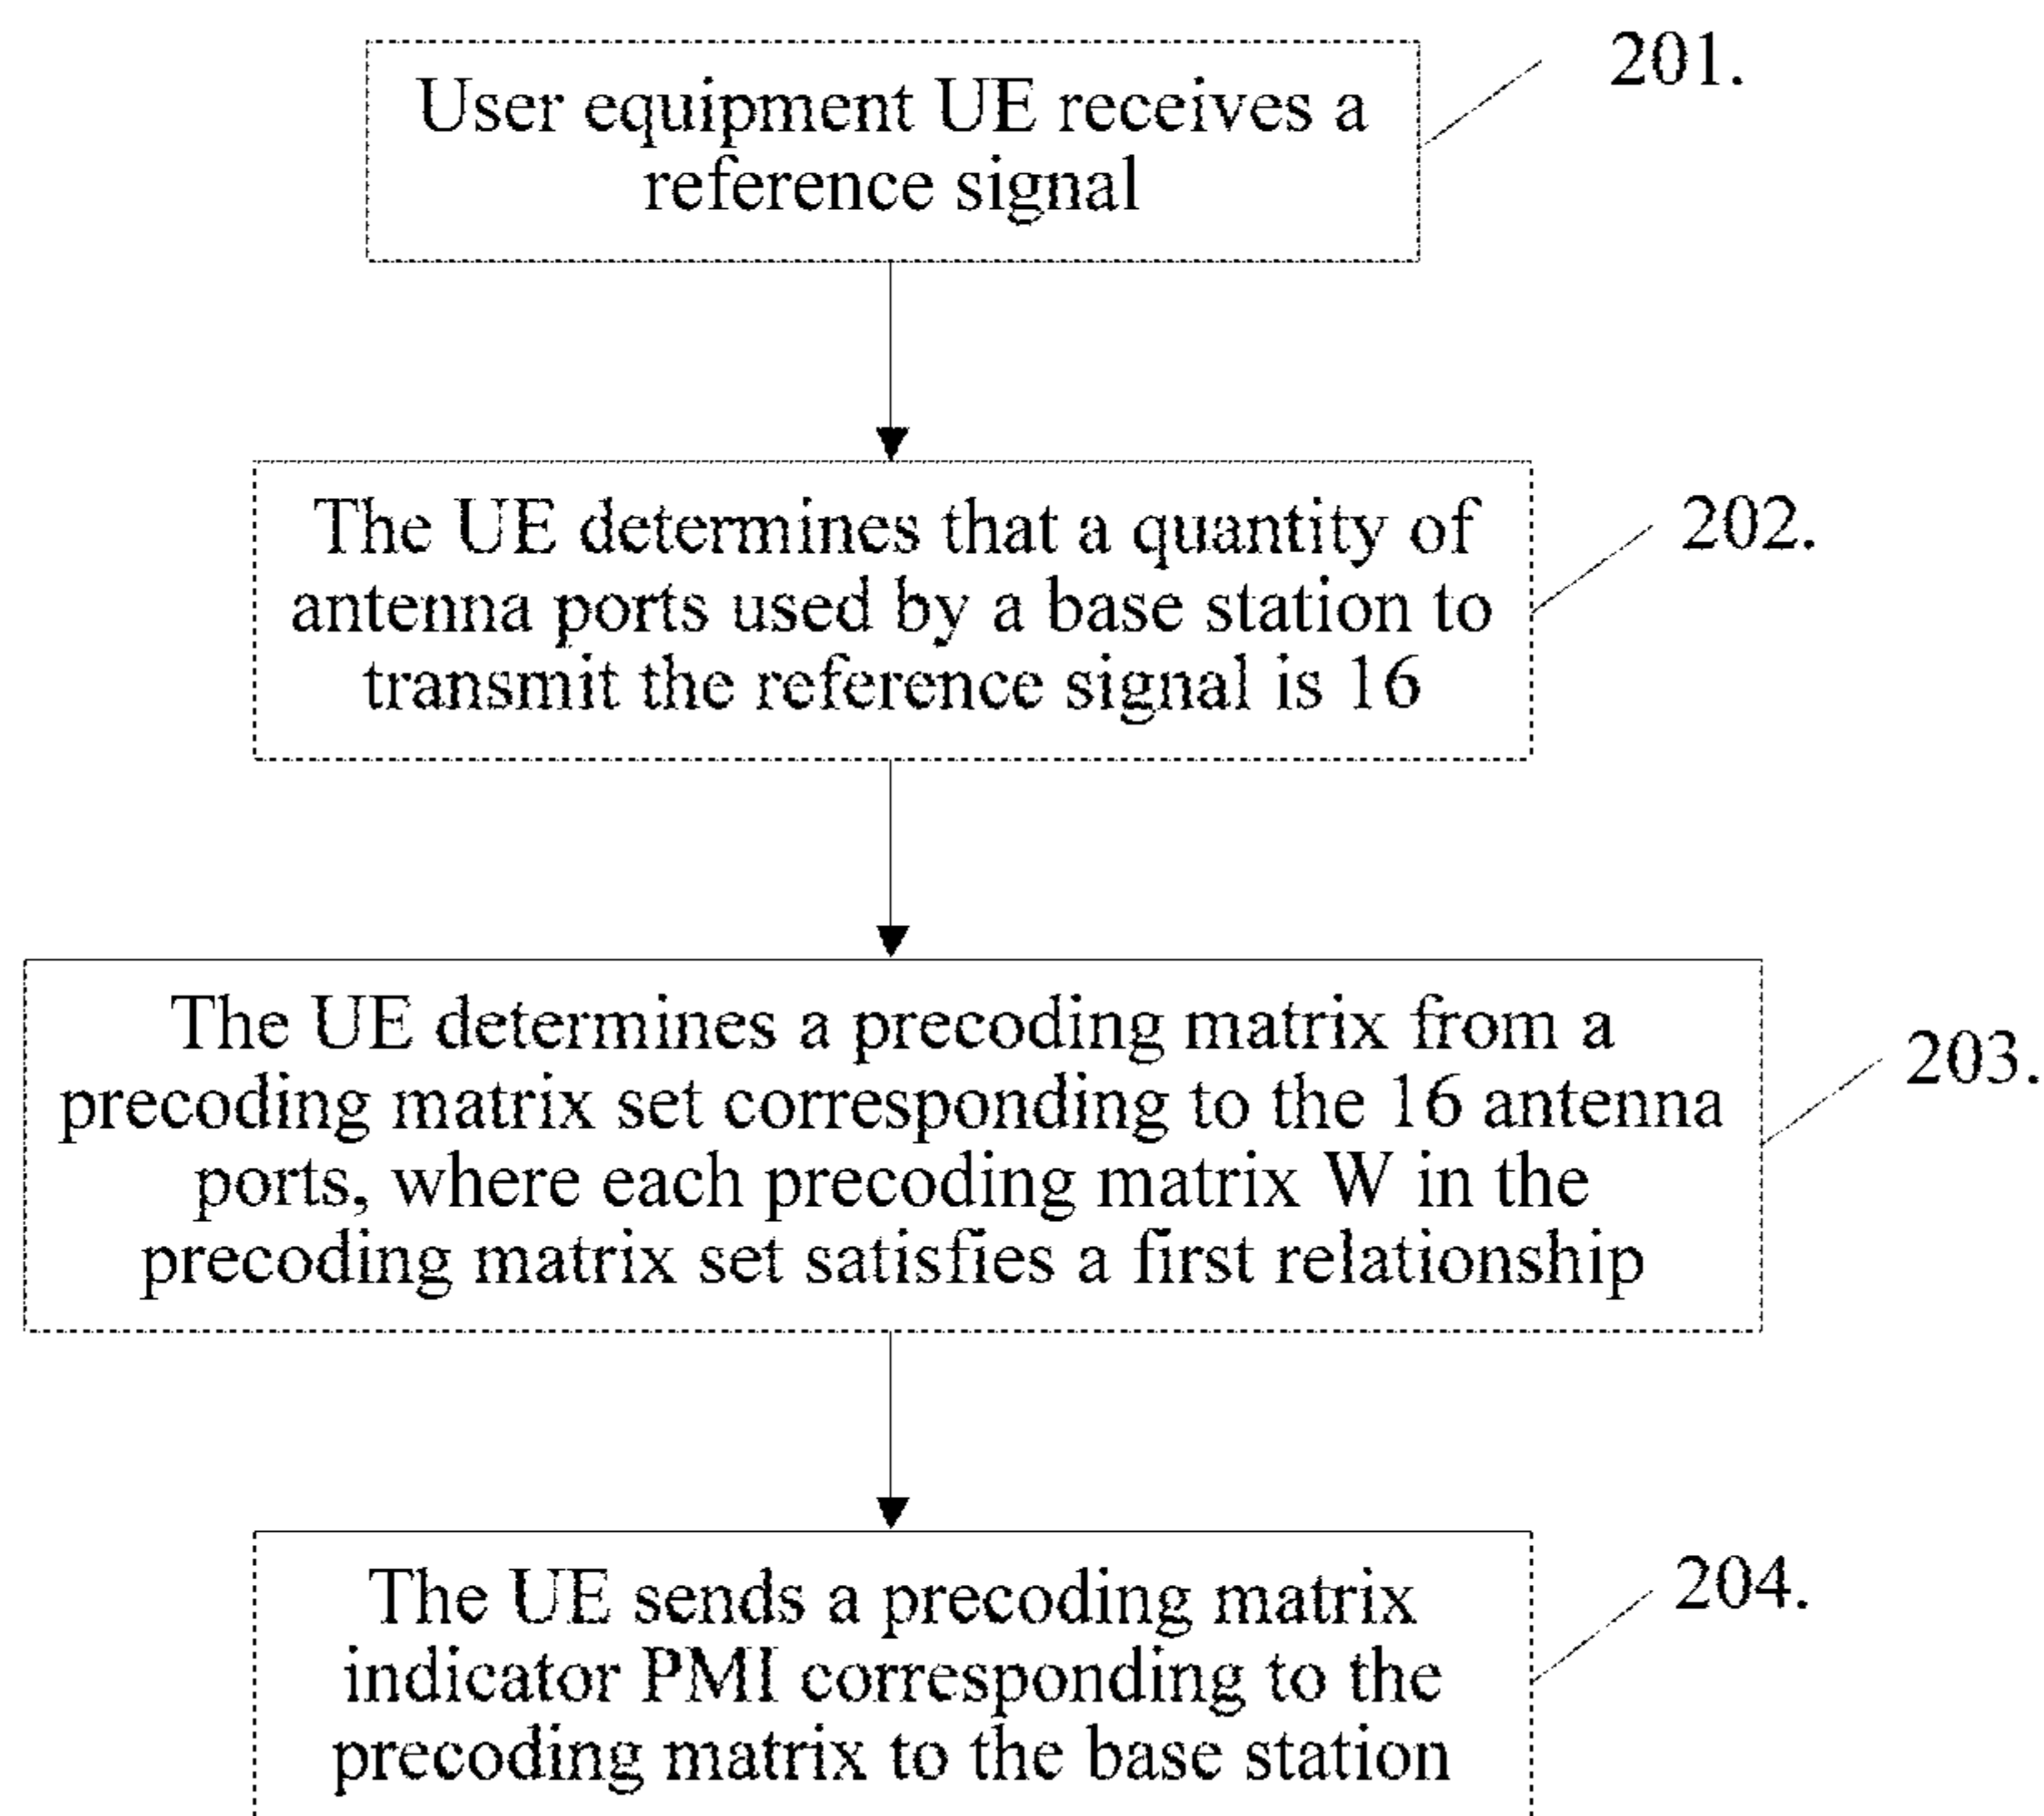 201.
User equipment UE receives a
reference signal
202.
The UE determines that a quantity of
antenna ports used by a base station to
transmit the reference signal is 16
203.
The UE determines a precoding matrix from a
precoding matrix set corresponding to the 16 antenna
ports, where each precoding matrix W in the
precoding matrix set satisfies a first relationship
204.
The UE sends a precoding matrix
indicator PMI corresponding to the
precoding matrix to the base station